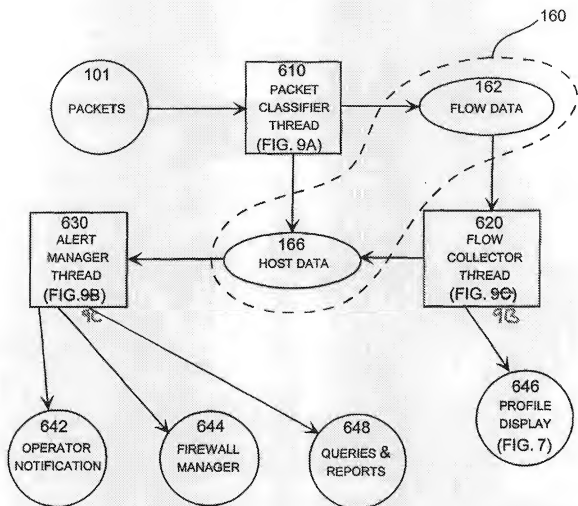 160
101
PACKETS
610
PACKET
CLASSIFIER
THREAD
(FIG. 9A)
162
FLOW DATA
630
ALERT
MANAGER
THREAD
(FIG.9B)
9C
166
HOST DATA
620
FLOW
COLLECTOR
THREAD
(FIG. 9C)
9B
642
OPERATOR
NOTIFICATION
644
FIREWALL
MANAGER
648
QUERIES &
REPORTS
646
PROFILE
DISPLAY
(FIG. 7)